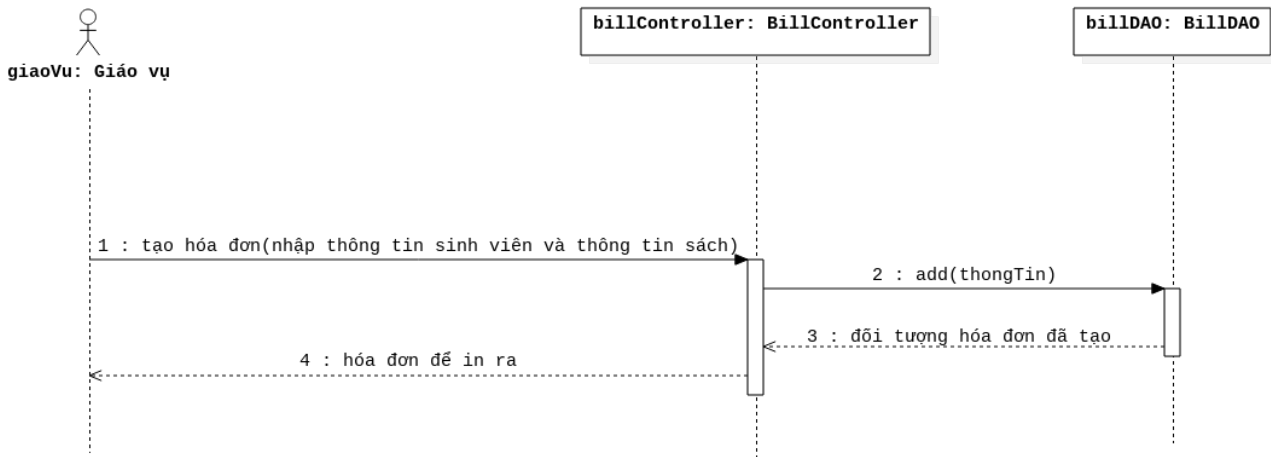 billController: BillController
billDAO: BillDAO
giaoVu: Giáo vụ
1 : tạo hóa đơn(nhập thông tin sinh viên và thông tin sách)
2 : add(thongTin)
3 : đối tượng hóa đơn đã tạo
4 : hóa đơn để in ra